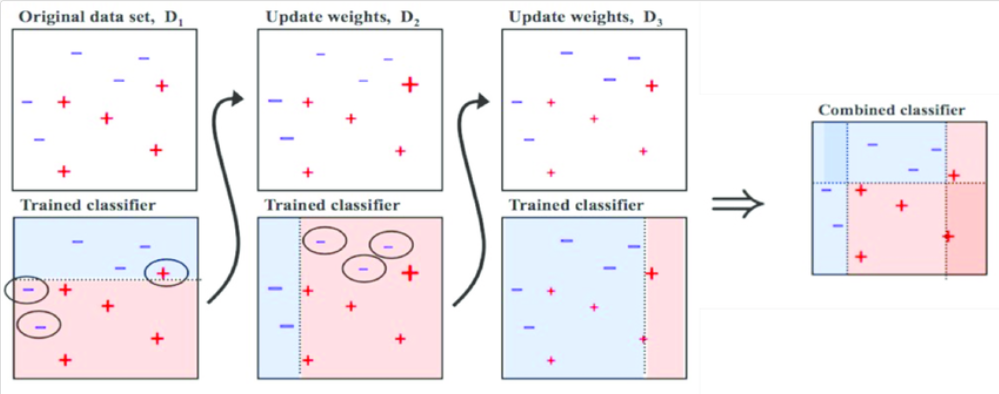 Original data set, D₁
Update weights, D₂
Update weights, D₃
Combined classifier
Trained classifier
Trained classifier
Trained classifier